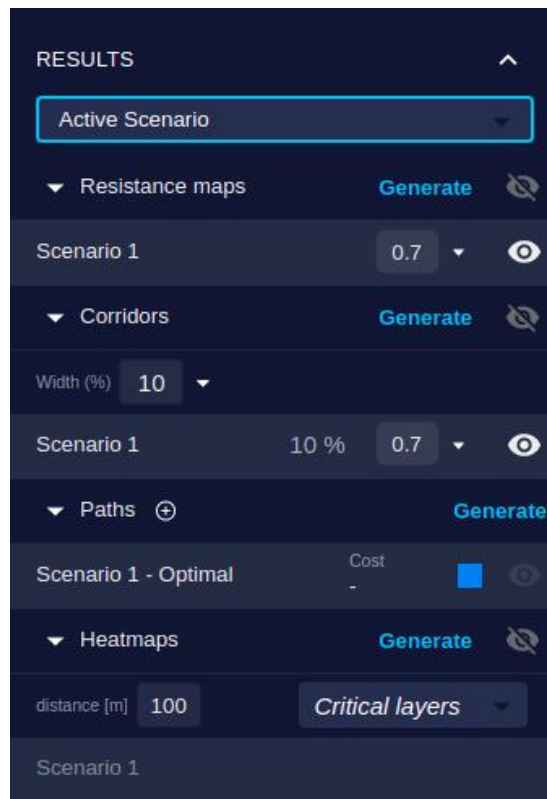 RESULTS
Active Scenario
Resistance maps Generate
Scenario 1 0.7
Corridors Generate
Width (%) 10
Scenario 1 10 % 0.7
Paths Generate
Scenario 1 - Optimal Cost -
Heatmaps Generate
distance [m] 100 Critical layers
Scenario 1